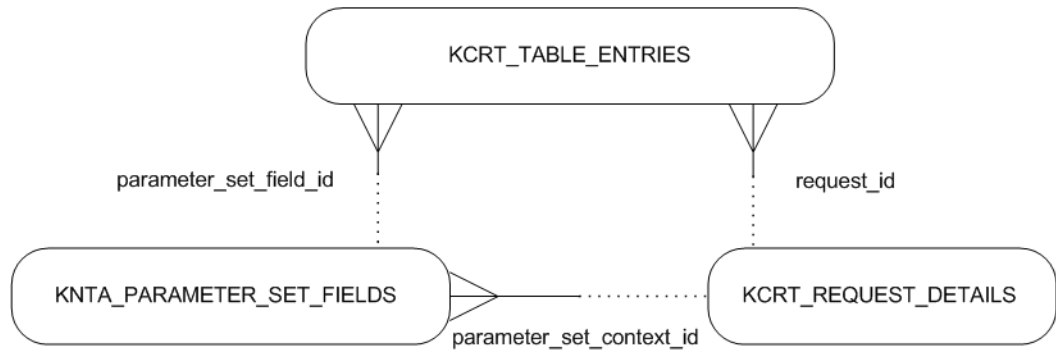 KCRT_TABLE_ENTRIES
parameter_set_field_id
request_id
KNTA_PARAMETER_SET_FIELDS
KCRT_REQUEST_DETAILS
parameter_set_context_id